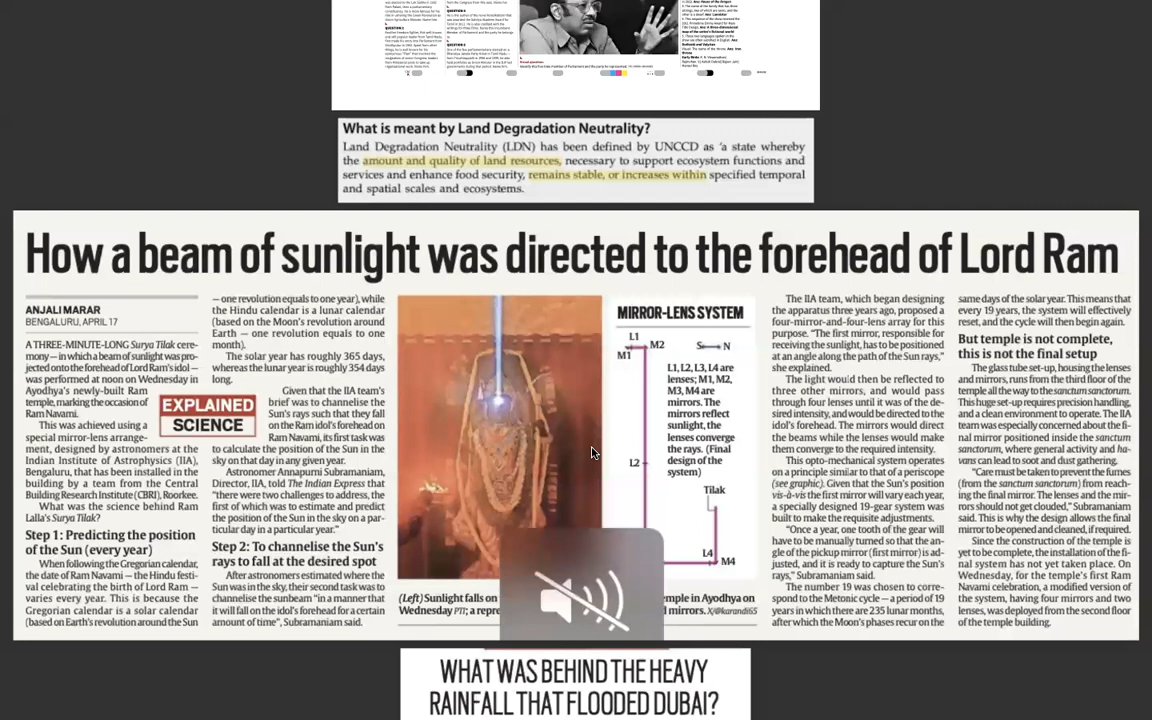 What is meant by Land Degradation Neutrality?
Land Degradation Neutrality (LDN) has been defined by UNCCD as 'a state whereby
the amount and quality of land resources, necessary to support ecosystem functions and
services and enhance food security, remains stable, or increases within specified temporal
and spatial scales and ecosystems.
How a beam of sunlight was directed to the forehead of Lord Ram
ANJALI MARAR
BENGALURU, APRIL 17
A THREE-MINUTE-LONG Surya Tilak cere-
mony — in which a beam of sunlight was pro-
jected onto the forehead of Lord Ram's idol —
was performed at noon on Wednesday in
Ayodhya's newly-built Ram
temple, marking the occasion of
Ram Navami.
This was achieved using a
special mirror-lens arrange-
ment, designed by astronomers at the
Indian Institute of Astrophysics (IIA),
Bengaluru, that has been installed in the
building by a team from the Central
Building Research Institute (CBRI), Roorkee.
What was the science behind Ram
Lalla's Surya Tilak?
Step 1: Predicting the position
of the Sun (every year)
When following the Gregorian calendar,
the date of Ram Navami — the Hindu festi-
val celebrating the birth of Lord Ram —
varies every year. This is because the
Gregorian calendar is a solar calendar
(based on Earth's revolution around the Sun
EXPLAINED
SCIENCE
— one revolution equals to one year), while
the Hindu calendar is a lunar calendar
(based on the Moon's revolution around
Earth — one revolution equals to one
month).
The solar year has roughly 365 days,
whereas the lunar year is roughly 354 days
long.
Given that the IIA team's
brief was to channelise the
Sun's rays such that they fall
on the Ram idol's forehead on
Ram Navami, its first task was
to calculate the position of the Sun in the
sky on that day in any given year.
Astronomer Annapurni Subramaniam,
Director, IIA, told The Indian Express that
"there were two challenges to address, the
first of which was to estimate and predict
the position of the Sun in the sky on a par-
ticular day in a particular year."
Step 2: To channelise the Sun's
rays to fall at the desired spot
After astronomers estimated where the
Sun was in the sky, their second task was to
channelise the sunbeam "in a manner that
it will fall on the idol's forehead for a certain
amount of time", Subramaniam said.
MIRROR-LENS SYSTEM
L1
M1
M2
S
N
L1, L2, L3, L4 are
lenses; M1, M2,
M3, M4 are
mirrors. The
mirrors reflect
sunlight, the
lenses converge
the rays. (Final
design of the
system)
L2
Tilak
L4
M4
(Left) Sunlight falls on
emple in Ayodhya on
Wednesday PTI; a repre
d mirrors. X/@karandi65
The IIA team, which began designing
the apparatus three years ago, proposed a
four-mirror-and-four-lens array for this
purpose. "The first mirror, responsible for
receiving the sunlight, has to be positioned
at an angle along the path of the Sun rays,"
she explained.
The light would then be reflected to
three other mirrors, and would pass
through four lenses until it was of the de-
sired intensity, and would be directed to the
idol's forehead. The mirrors would direct
the beams while the lenses would make
them converge to the required intensity.
This opto-mechanical system operates
on a principle similar to that of a periscope
(see graphic). Given that the Sun's position
vis-à-vis the first mirror will vary each year,
a specially designed 19-gear system was
built to make the requisite adjustments.
"Once a year, one tooth of the gear will
have to be manually turned so that the an-
gle of the pickup mirror (first mirror) is ad-
justed, and it is ready to capture the Sun's
rays," Subramaniam said.
The number 19 was chosen to corre-
spond to the Metonic cycle — a period of 19
years in which there are 235 lunar months,
after which the Moon's phases recur on the
same days of the solar year. This means that
every 19 years, the system will effectively
reset, and the cycle will then begin again.
But temple is not complete,
this is not the final setup
The glass tube set-up, housing the lenses
and mirrors, runs from the third floor of the
temple all the way to the sanctum sanctorum.
This huge set-up requires precision handling,
and a clean environment to operate. The IIA
team was especially concerned about the fi-
nal mirror positioned inside the sanctum
sanctorum, where general activity and ha-
vans can lead to soot and dust gathering.
"Care must be taken to prevent the fumes
(from the sanctum sanctorum) from reach-
ing the final mirror. The lenses and the mir-
rors should not get clouded," Subramaniam
said. This is why the design allows the final
mirror to be opened and cleaned, if required.
Since the construction of the temple is
yet to be complete, the installation of the fi-
nal system has not yet taken place. On
Wednesday, for the temple's first Ram
Navami celebration, a modified version of
the system, having four mirrors and two
lenses, was deployed from the second floor
of the temple building.
WHAT WAS BEHIND THE HEAVY
RAINFALL THAT FLOODED DUBAI?